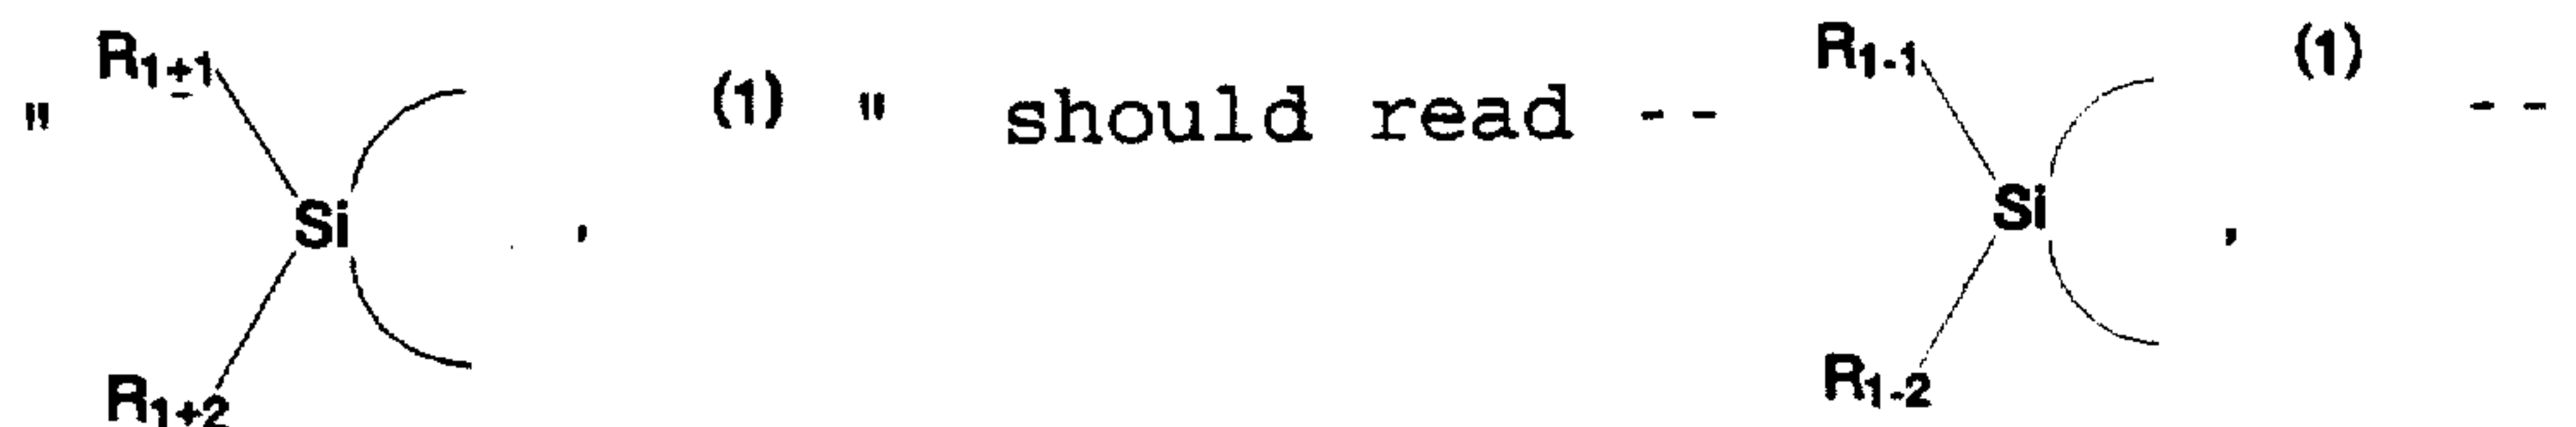 " R1±1 (1) " should read -- R1-1 (1) --
Si , Si ,
R1+2 R1-2